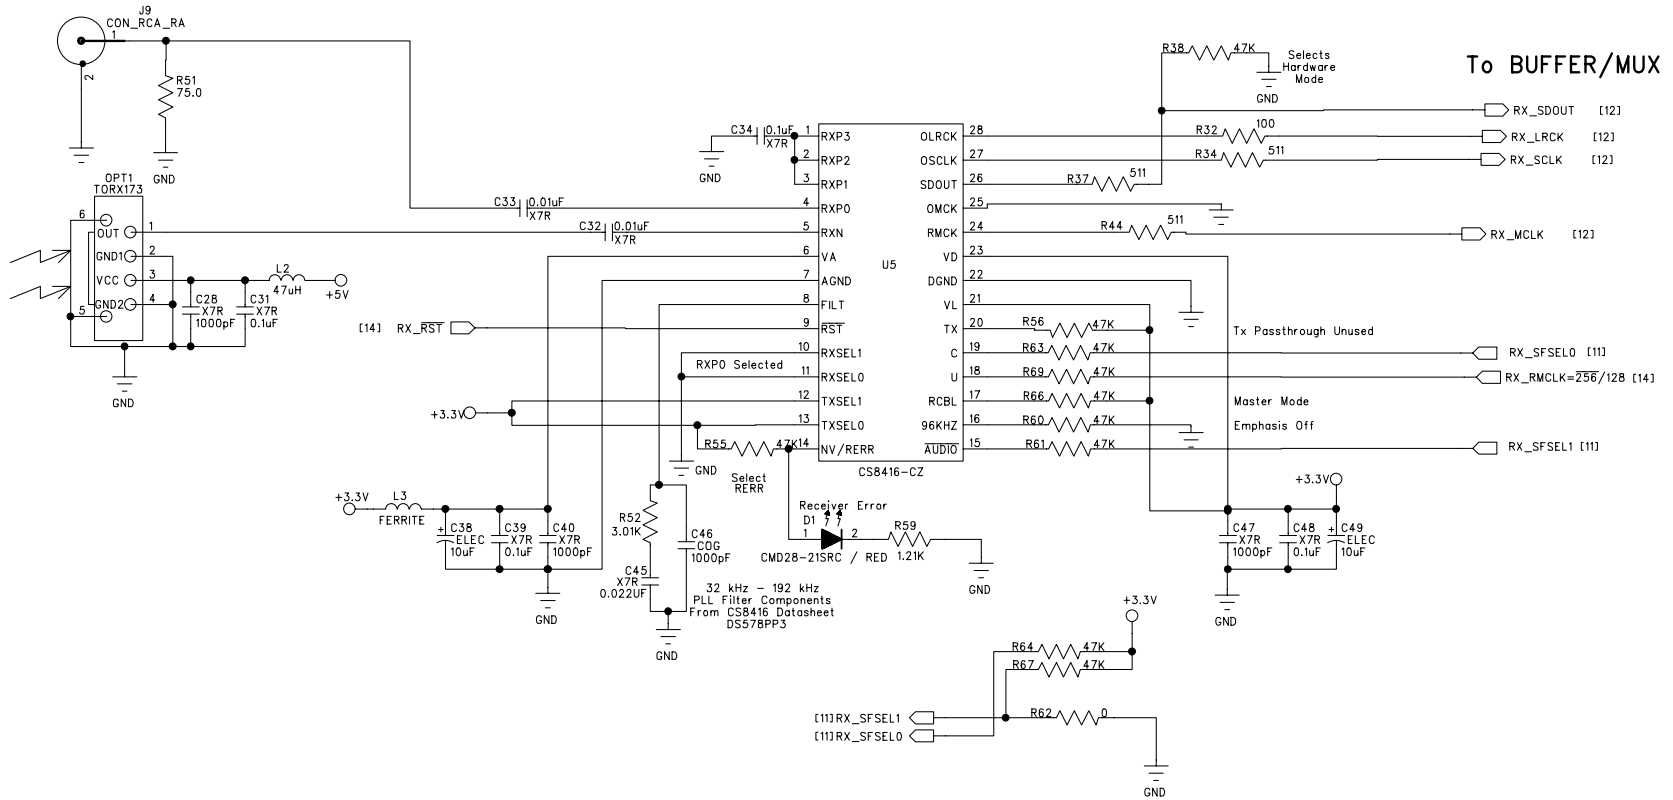 J9
CON_RCA_RA
1
2
R51
75.0
GND
OPT1
TORX173
6
OUT
1
GND1
2
VCC
3
GND2
4
5
C28
X7R
1000pF
C31
X7R
0.1uF
L2
47uH
+5V
GND
C34
0.1uF
X7R
GND
C33
0.01uF
X7R
C32
0.01uF
X7R
[14] RX_RST
RXP0 Selected
+3.3V
R55
47K
GND
Select
RERR
1 RXP3
2 RXP2
3 RXP1
4 RXP0
5 RXN
6 VA
7 AGND
8 FILT
9 RST
10 RXSEL1
11 RXSEL0
12 TXSEL1
13 TXSEL0
14 NV/RERR
U5
OLRCK 28
OSCLK 27
SDOUT 26
OMCK 25
RMCK 24
VD 23
DGND 22
VL 21
TX 20
C 19
U 18
RCBL 17
96KHZ 16
AUDIO 15
CS8416-CZ
R38
47K
GND
Selects
Hardware
Mode
To BUFFER/MUX
RX_SDOUT [12]
R32
100
RX_LRCK [12]
R34
511
RX_SCLK [12]
R37
511
R44
511
RX_MCLK [12]
R56
47K
Tx Passthrough Unused
R63
47K
RX_SFSEL0 [11]
R69
47K
RX_RMCLK=256/128 [14]
R66
47K
Master Mode
R60
47K
Emphasis Off
R61
47K
RX_SFSEL1 [11]
+3.3V
L3
FERRITE
+
C38
ELEC
10uF
C39
X7R
0.1uF
C40
X7R
1000pF
GND
R52
3.01K
C45
X7R
0.022UF
C46
COG
1000pF
GND
32 kHz - 192 kHz
PLL Filter Components
From CS8416 Datasheet
DS578PP3
Receiver Error
D1
1
2
CMD28-21SRC / RED
R59
1.21K
GND
+3.3V
C47
X7R
1000pF
C48
X7R
0.1uF
+
C49
ELEC
10uF
GND
+3.3V
R64
47K
R67
47K
[11]RX_SFSEL1
R62
0
[11]RX_SFSEL0
GND